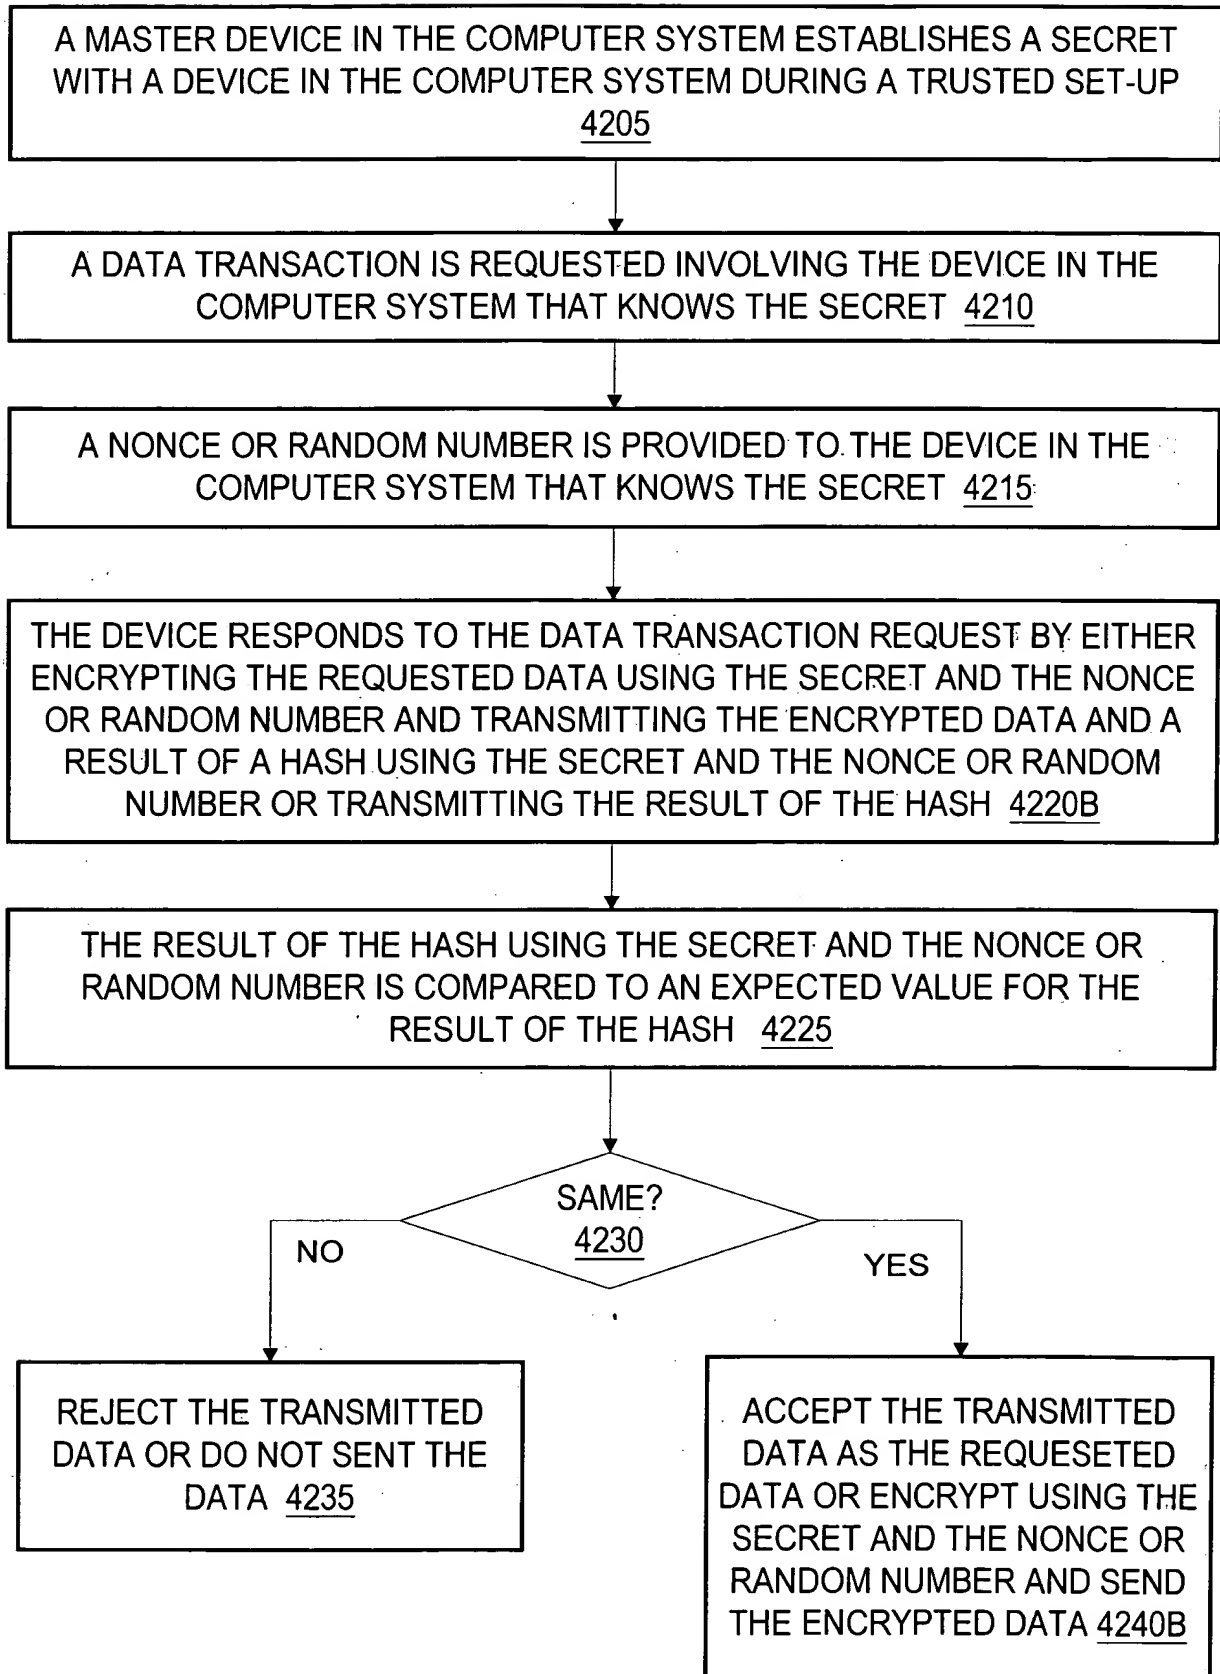 A MASTER DEVICE IN THE COMPUTER SYSTEM ESTABLISHES A SECRET
WITH A DEVICE IN THE COMPUTER SYSTEM DURING A TRUSTED SET-UP
4205
A DATA TRANSACTION IS REQUESTED INVOLVING THE DEVICE IN THE
COMPUTER SYSTEM THAT KNOWS THE SECRET 4210
A NONCE OR RANDOM NUMBER IS PROVIDED TO THE DEVICE IN THE
COMPUTER SYSTEM THAT KNOWS THE SECRET 4215
THE DEVICE RESPONDS TO THE DATA TRANSACTION REQUEST BY EITHER
ENCRYPTING THE REQUESTED DATA USING THE SECRET AND THE NONCE
OR RANDOM NUMBER AND TRANSMITTING THE ENCRYPTED DATA AND A
RESULT OF A HASH USING THE SECRET AND THE NONCE OR RANDOM
NUMBER OR TRANSMITTING THE RESULT OF THE HASH 4220B
THE RESULT OF THE HASH USING THE SECRET AND THE NONCE OR
RANDOM NUMBER IS COMPARED TO AN EXPECTED VALUE FOR THE
RESULT OF THE HASH 4225
SAME?
4230
NO
YES
REJECT THE TRANSMITTED
DATA OR DO NOT SENT THE
DATA 4235
ACCEPT THE TRANSMITTED
DATA AS THE REQUESETED
DATA OR ENCRYPT USING THE
SECRET AND THE NONCE OR
RANDOM NUMBER AND SEND
THE ENCRYPTED DATA 4240B